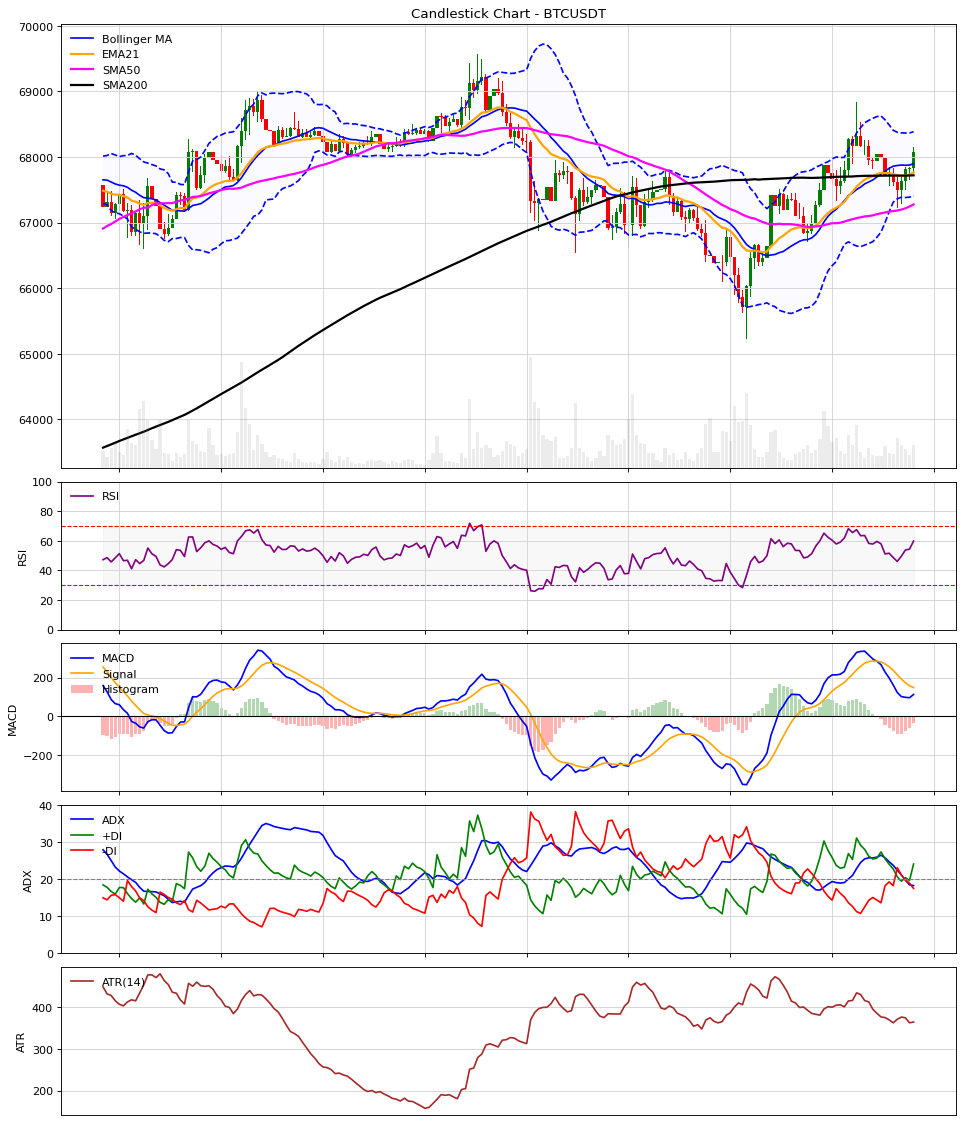 Candlestick Chart - BTCUSDT
70000
69000
68000
67000
66000
65000
64000
Bollinger MA
EMA21
SMA50
SMA200
100
80
60
40
20
0
RSI
RSI
200
0
−200
MACD
MACD
Signal
Histogram
40
30
20
10
0
ADX
ADX
+DI
-DI
400
300
200
ATR
ATR(14)